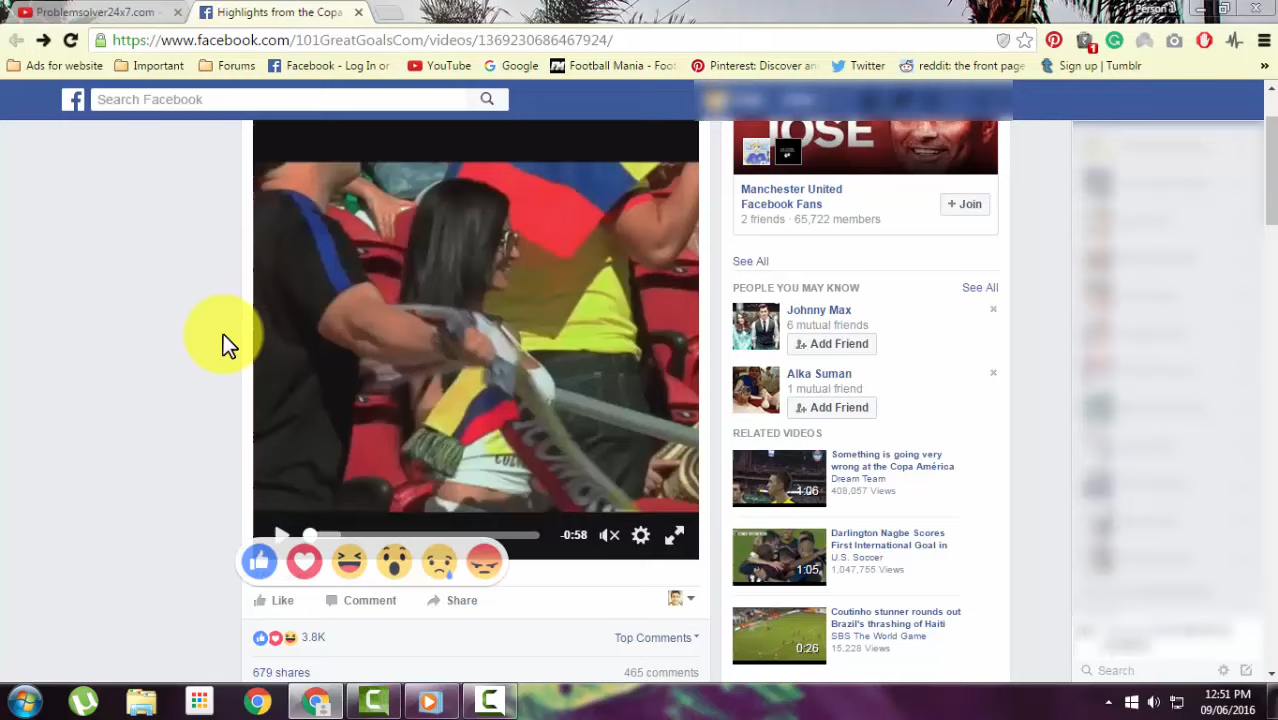 Problemsolver24x7.com -
Highlights from the Copa
Person 1
https://www.facebook.com/101GreatGoalsCom/videos/1369230686467924/
1
Ads for website
Important
Forums
Facebook - Log In or
YouTube
Google
Football Mania - Foot
Pinterest: Discover an
Twitter
reddit: the front page
Sign up | Tumblr
»
Search Facebook
JOSE
Manchester United
Facebook Fans
2 friends · 65,722 members
+ Join
See All
PEOPLE YOU MAY KNOW
See All
Johnny Max
6 mutual friends
Add Friend
Alka Suman
1 mutual friend
Add Friend
RELATED VIDEOS
Something is going very
wrong at the Copa América
Dream Team
408,057 Views
1:06
Darlington Nagbe Scores
First International Goal in
U.S. Soccer
1,047,755 Views
1:05
Coutinho stunner rounds out
Brazil's thrashing of Haiti
SBS The World Game
15,228 Views
0:26
-0:58
Like
Comment
Share
3.8K
Top Comments
679 shares
465 comments
Search
12:51 PM
09/06/2016